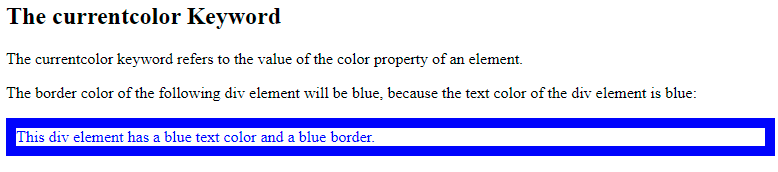 The currentcolor Keyword
The currentcolor keyword refers to the value of the color property of an element.
The border color of the following div element will be blue, because the text color of the div element is blue:
This div element has a blue text color and a blue border.